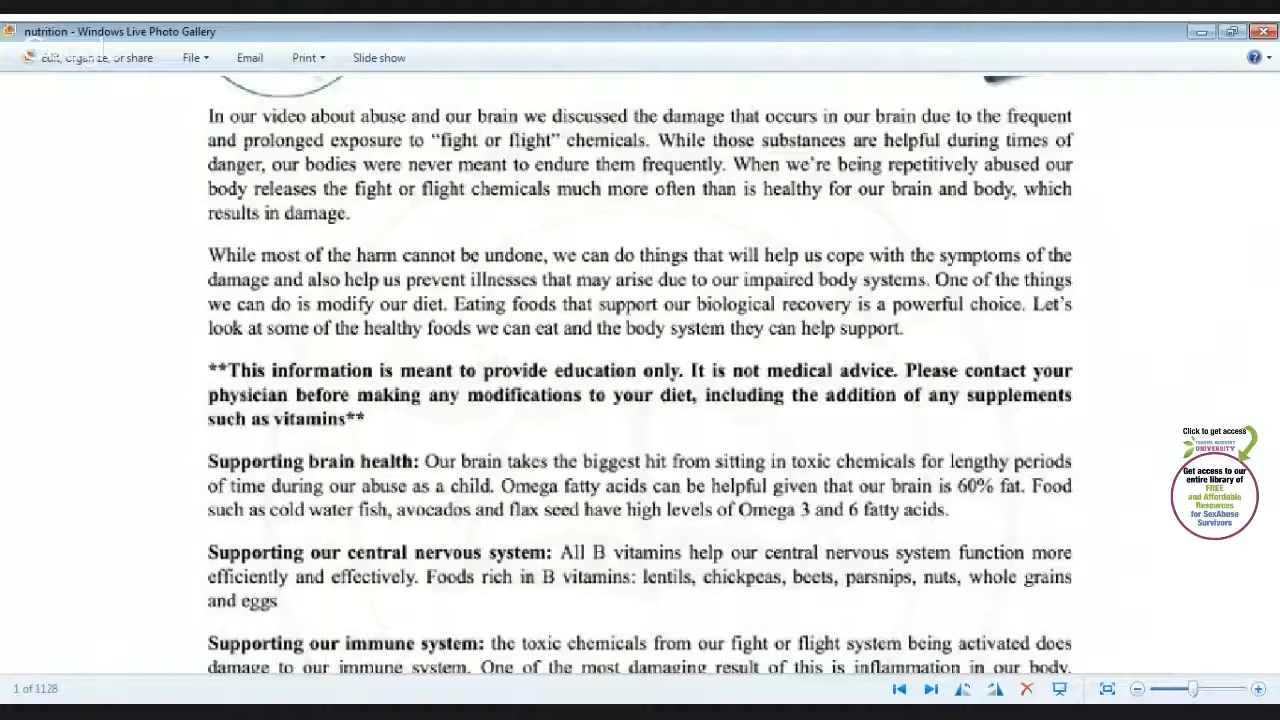 nutrition - Windows Live Photo Gallery
Edit, organize, or share File Email Print Slide show
In our video about abuse and our brain we discussed the damage that occurs in our brain due to the frequent
and prolonged exposure to “fight or flight” chemicals. While those substances are helpful during times of
danger, our bodies were never meant to endure them frequently. When we’re being repetitively abused our
body releases the fight or flight chemicals much more often than is healthy for our brain and body, which
results in damage.
While most of the harm cannot be undone, we can do things that will help us cope with the symptoms of the
damage and also help us prevent illnesses that may arise due to our impaired body systems. One of the things
we can do is modify our diet. Eating foods that support our biological recovery is a powerful choice. Let’s
look at some of the healthy foods we can eat and the body system they can help support.
**This information is meant to provide education only. It is not medical advice. Please contact your
physician before making any modifications to your diet, including the addition of any supplements
such as vitamins**
Supporting brain health: Our brain takes the biggest hit from sitting in toxic chemicals for lengthy periods
of time during our abuse as a child. Omega fatty acids can be helpful given that our brain is 60% fat. Food
such as cold water fish, avocados and flax seed have high levels of Omega 3 and 6 fatty acids.
Supporting our central nervous system: All B vitamins help our central nervous system function more
efficiently and effectively. Foods rich in B vitamins: lentils, chickpeas, beets, parsnips, nuts, whole grains
and eggs
Supporting our immune system: the toxic chemicals from our fight or flight system being activated does
damage to our immune system. One of the most damaging result of this is inflammation in our body.
Click to get access
TRAUMA RECOVERY
UNIVERSITY
Get access to our
entire library of
FREE
and Affordable
Resources
for SexAbuse
Survivors
1 of 1128